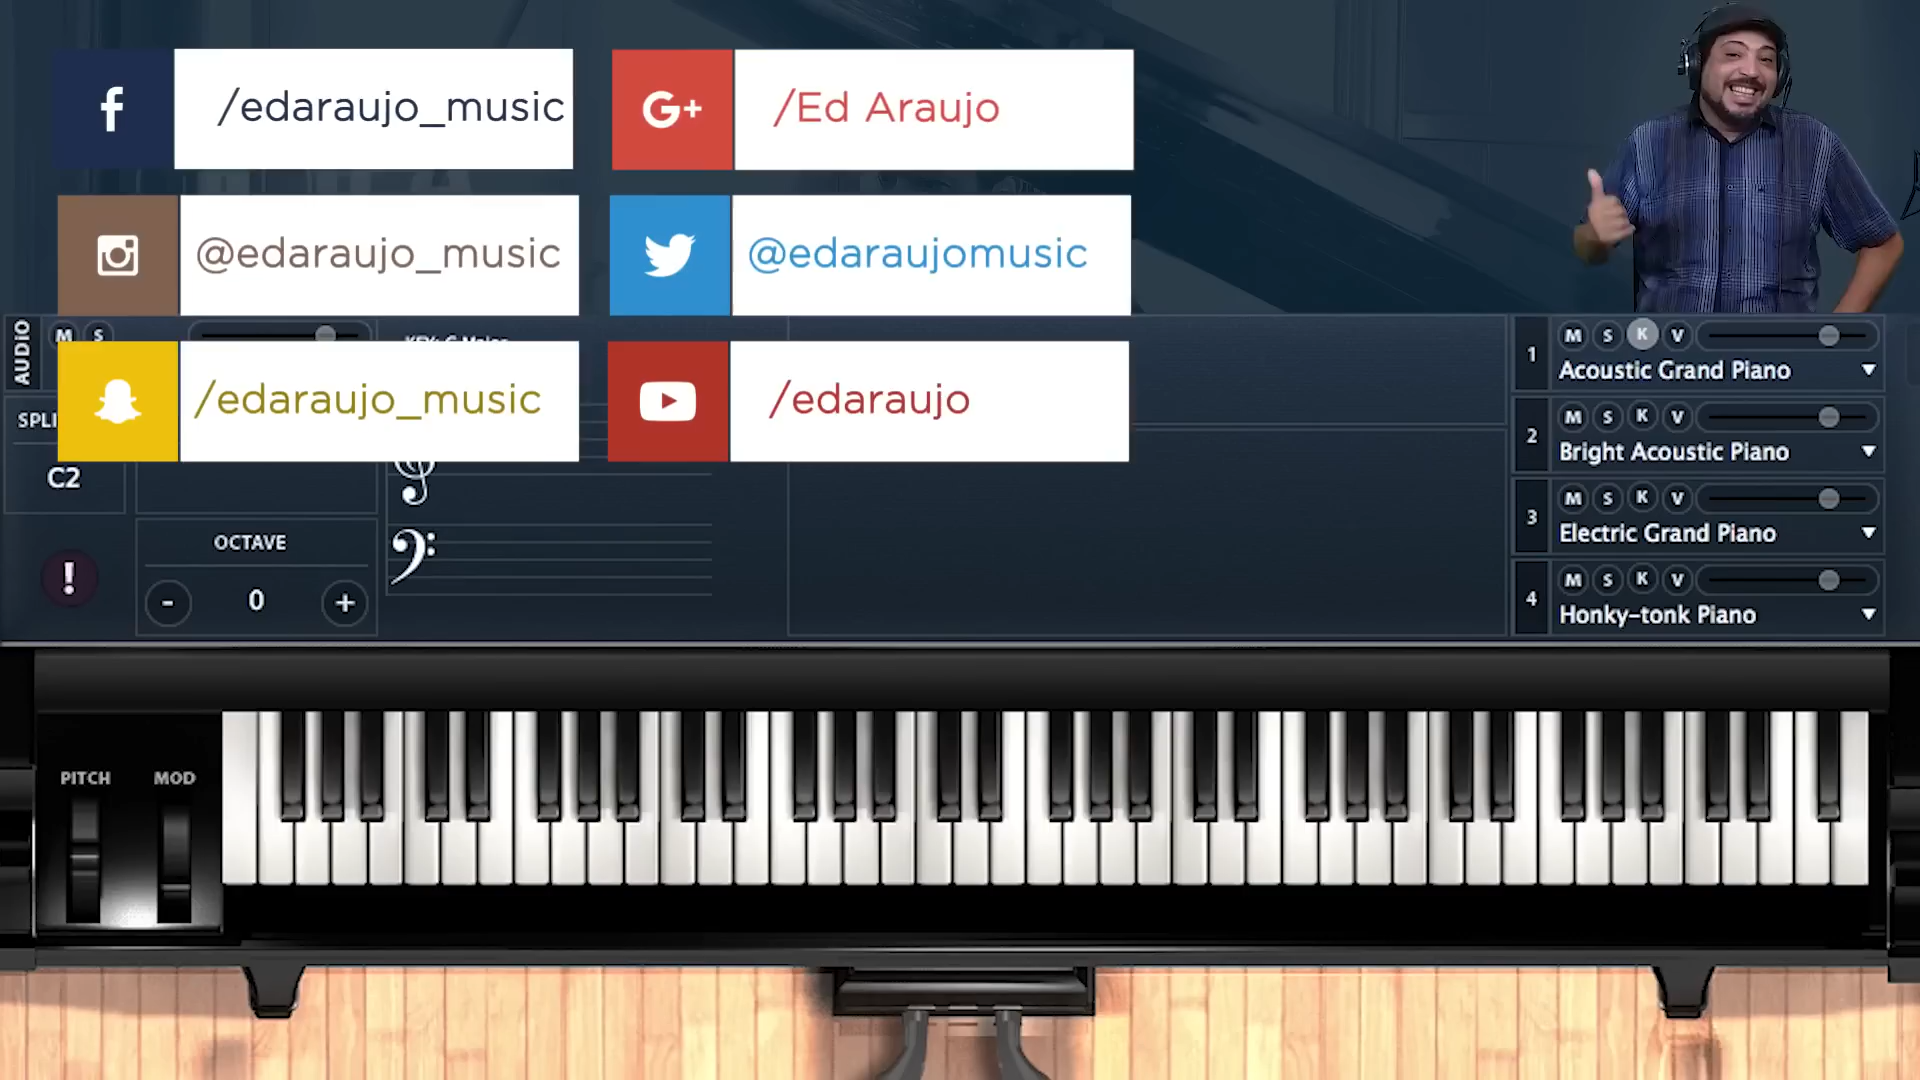 f /edaraujo_music
G+ /Ed Araujo
@edaraujo_music
@edaraujomusic
/edaraujo_music
/edaraujo
AUDiO
M S
SPLI
C2
!
OCTAVE
- 0 +
1 M S K V
Acoustic Grand Piano
2 M S K V
Bright Acoustic Piano
3 M S K V
Electric Grand Piano
4 M S K V
Honky-tonk Piano
PITCH MOD